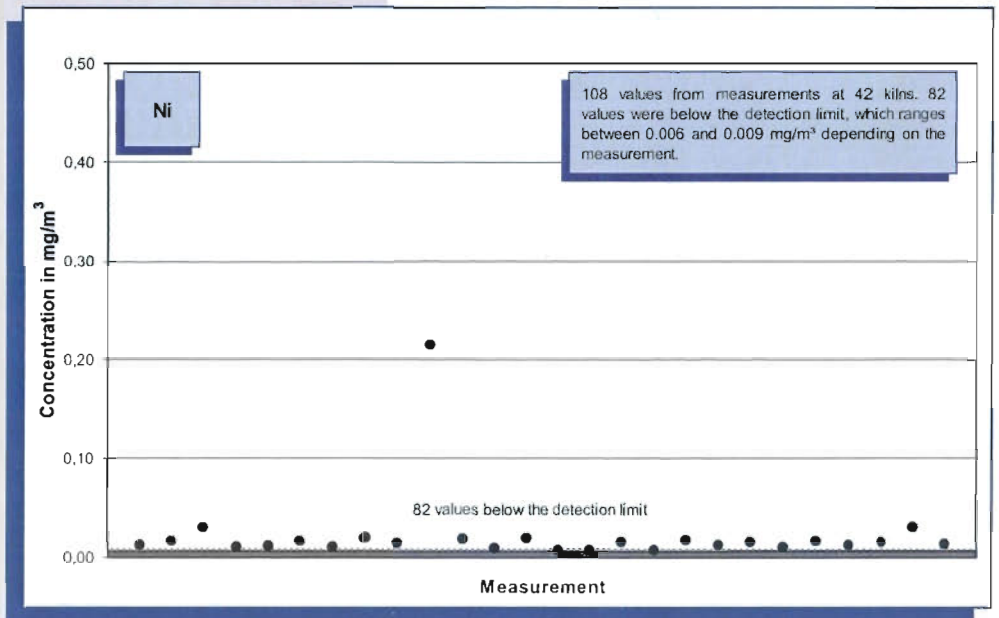 0,50
Ni
108 values from measurements at 42 kilns. 82
values were below the detection limit, which ranges
between 0.006 and 0.009 mg/m³ depending on the
measurement.
0,40
0,30
Concentration in mg/m³
0,20
0,10
82 values below the detection limit
0,00
Measurement